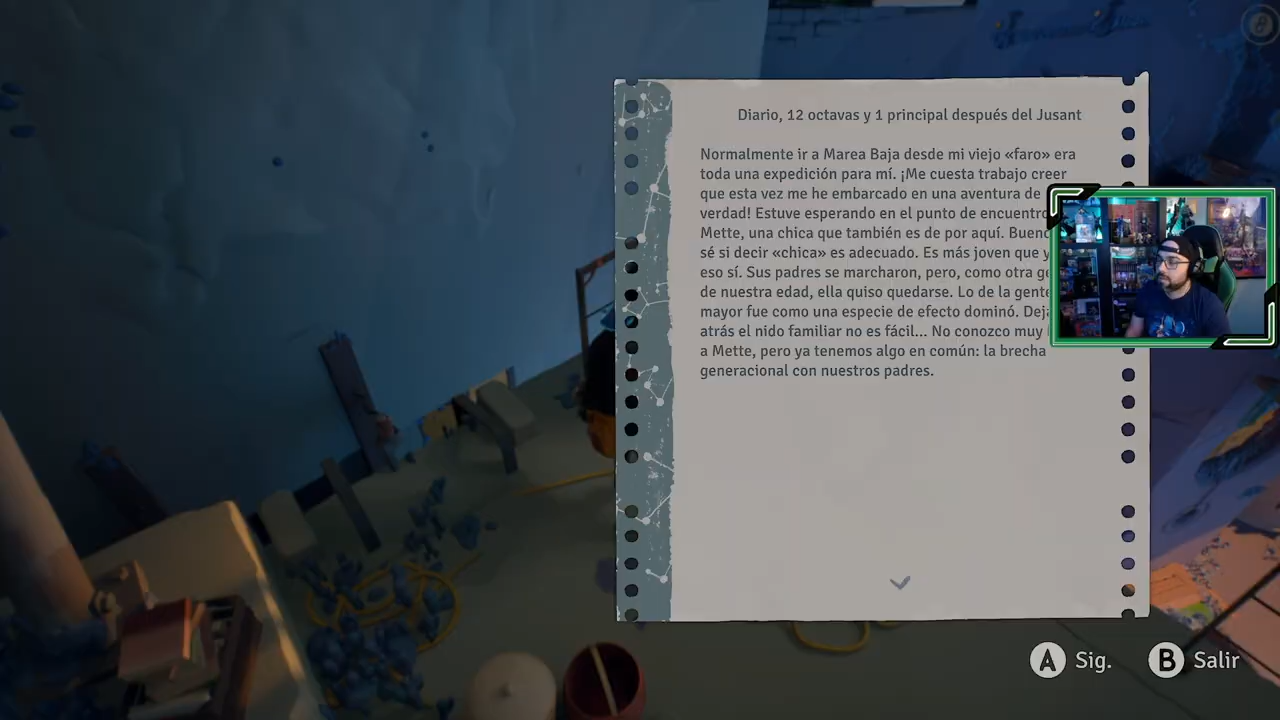 Diario, 12 octavas y 1 principal después del Jusant
Normalmente ir a Marea Baja desde mi viejo «faro» era
toda una expedición para mí. ¡Me cuesta trabajo creer
que esta vez me he embarcado en una aventura de
verdad! Estuve esperando en el punto de encuentro
Mette, una chica que también es de por aquí.
sé si decir «chica» es adecuado. Es más joven que
eso sí. Sus padres se marcharon, pero, como otra
de nuestra edad, ella quiso quedarse. Lo de la gente
mayor fue como una especie de efecto dominó.
atrás el nido familiar no es fácil... No conozco muy
a Mette, pero ya tenemos algo en común: la brecha
generacional con nuestros padres.
A Sig. B Salir